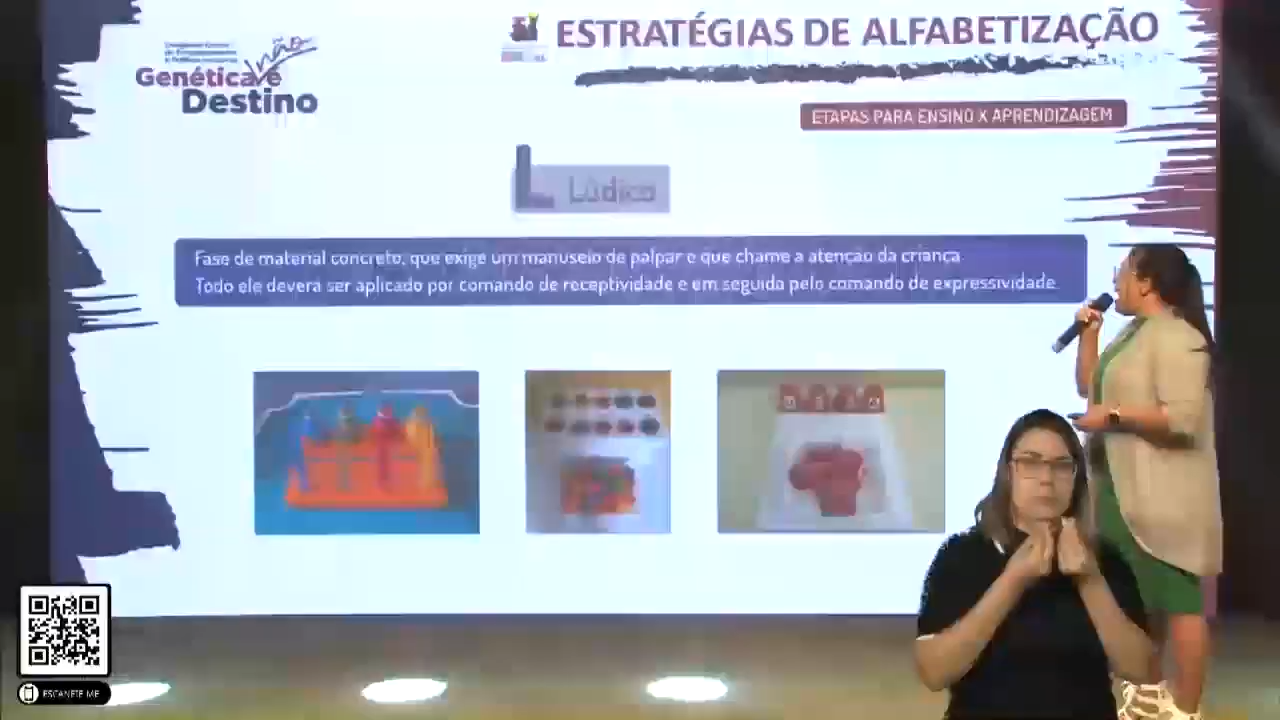 ESTRATÉGIAS DE ALFABETIZAÇÃO
não
Genética é
Destino
ETAPAS PARA ENSINO X APRENDIZAGEM
Lúdico
Fase de material concreto, que exige um manuseio de palpar e que chame a atenção da criança.
Todo ele deverá ser aplicado por comando de receptividade e em seguida pelo comando de expressividade.
ESCANEIE ME